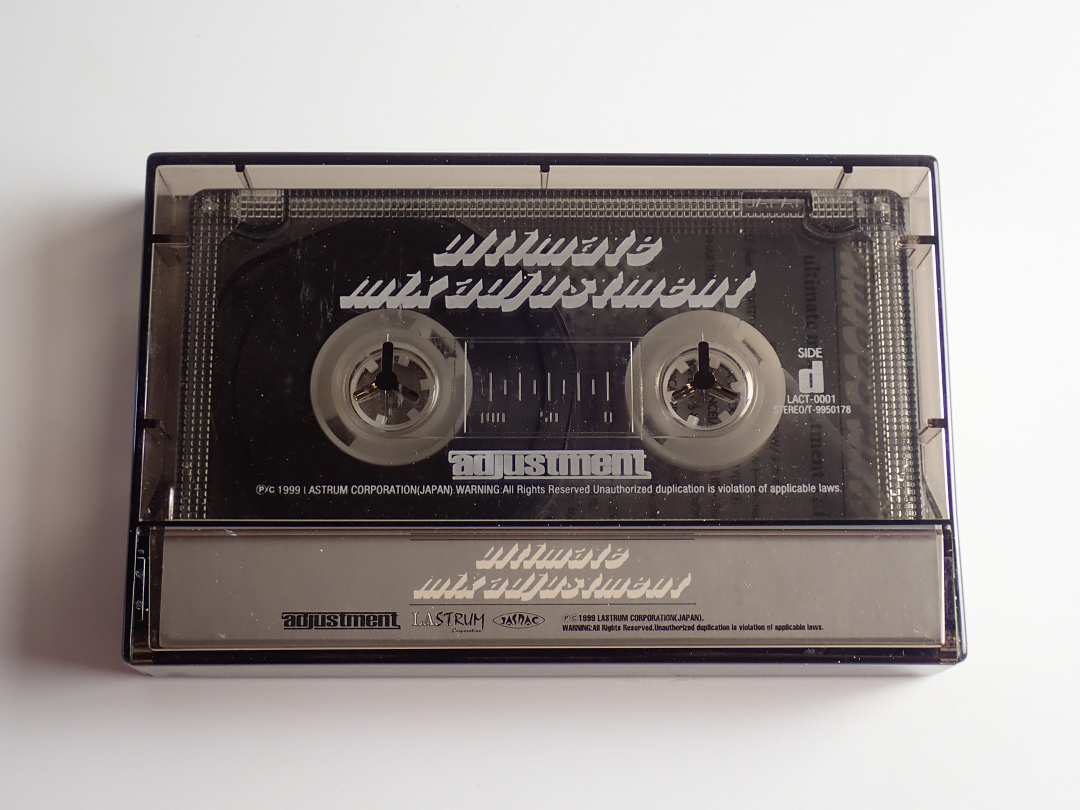 JAPAN
ultimate
mix adjustment
SIDE
d
LACT-0001
STEREO/T-9950178
adjustment
Ⓟ/C 1999 LASTRUM CORPORATION(JAPAN).WARNING:All Rights Reserved.Unauthorized duplication is violation of applicable laws.
ultimate
mix adjustment
adjustment LASTRUM Corporation JASRAC
Ⓟ Ⓒ 1999 LASTRUM CORPORATION(JAPAN).
WARNING:All Rights Reserved.Unauthorized duplication is violation of applicable laws.